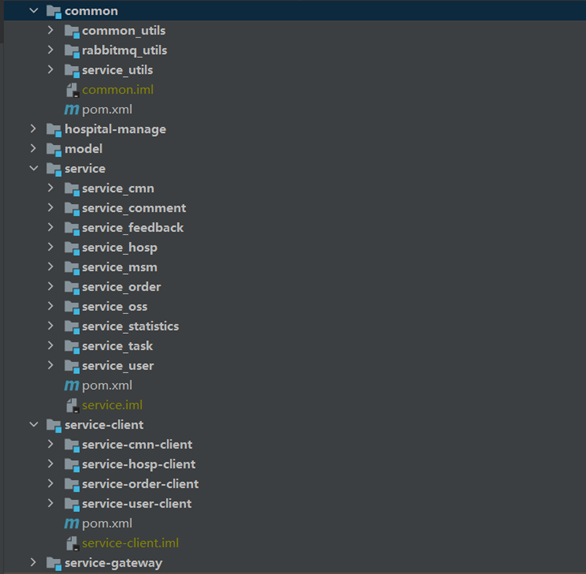 common
common_utils
rabbitmq_utils
service_utils
common.iml
pom.xml
hospital-manage
model
service
service_cmn
service_comment
service_feedback
service_hosp
service_msm
service_order
service_oss
service_statistics
service_task
service_user
pom.xml
service.iml
service-client
service-cmn-client
service-hosp-client
service-order-client
service-user-client
pom.xml
service-client.iml
service-gateway